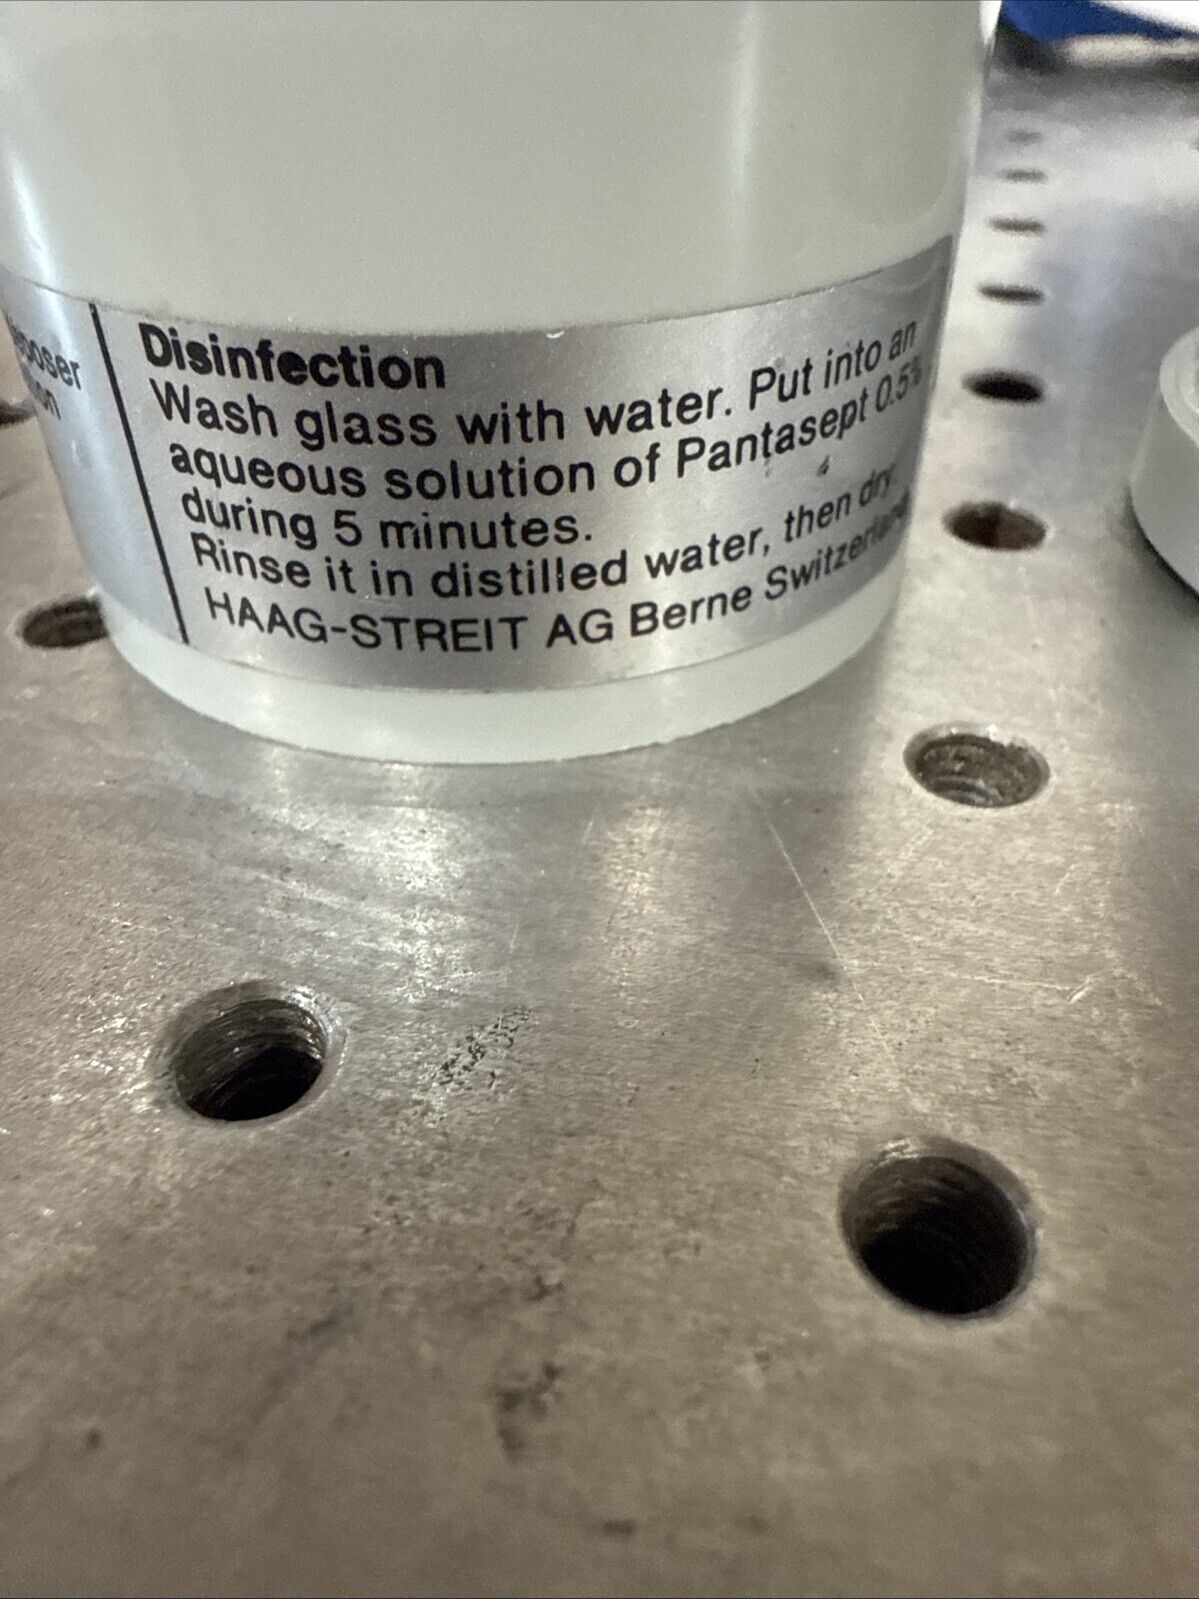 Disinfection
Wash glass with water. Put into an
aqueous solution of Pantasept 0.5%
during 5 minutes.
Rinse it in distilled water, then dry.
HAAG-STREIT AG Berne Switzerland